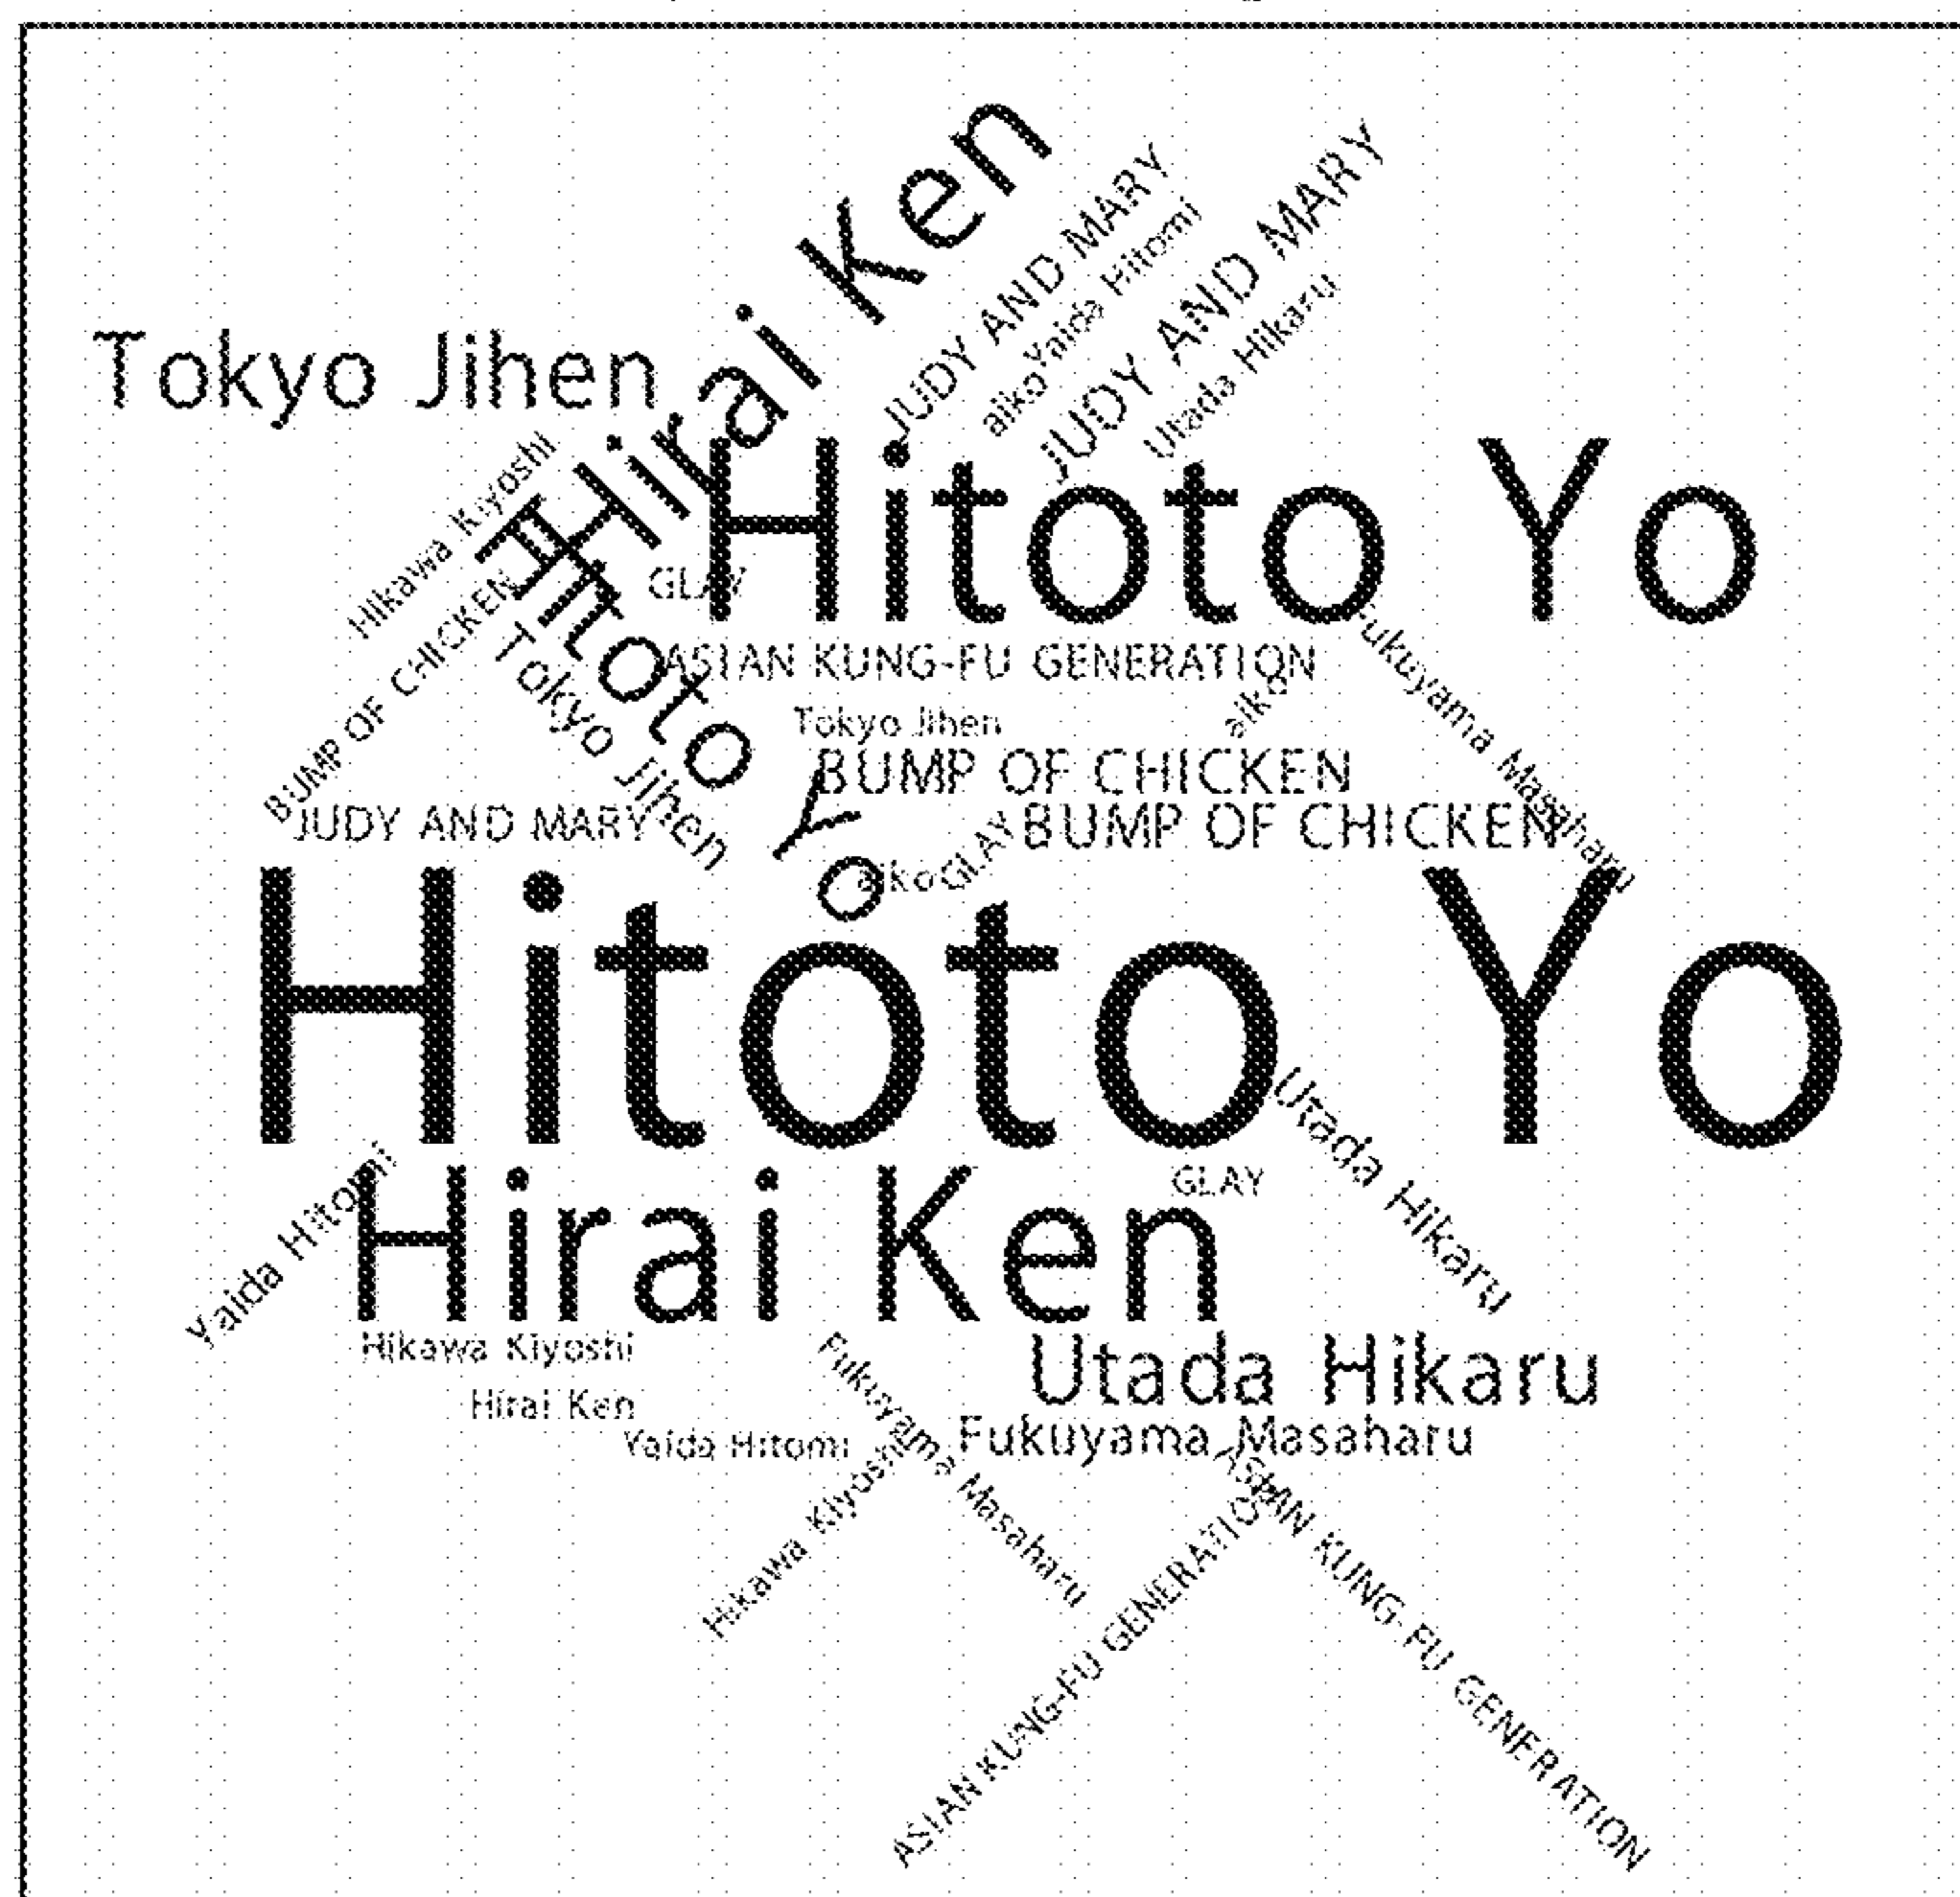 Hirai Ken
JUDY AND MARY
aiko
Yaida Hitomi
JUDY AND MARY
Utada Hikaru
Tokyo Jihen
Hikawa Kiyoshi
Hitoto Yo
BUMP OF CHICKEN
Hitoto Yo
GLAY
Tokyo Jihen
ASIAN KUNG-FU GENERATION
Fukuyama Masaharu
aiko
Tokyo Jihen
BUMP OF CHICKEN
JUDY AND MARY
BUMP OF CHICKEN
aiko
GLAY
Hitoto Yo
Utada Hikaru
Yaida Hitomi
Hirai Ken
GLAY
Hikawa Kiyoshi
Fukuyama Masaharu
Utada Hikaru
Hirai Ken
Yaida Hitomi
Fukuyama Masaharu
Hikawa Kiyoshi
ASIAN KUNG-FU GENERATION
ASIAN KUNG-FU GENERATION